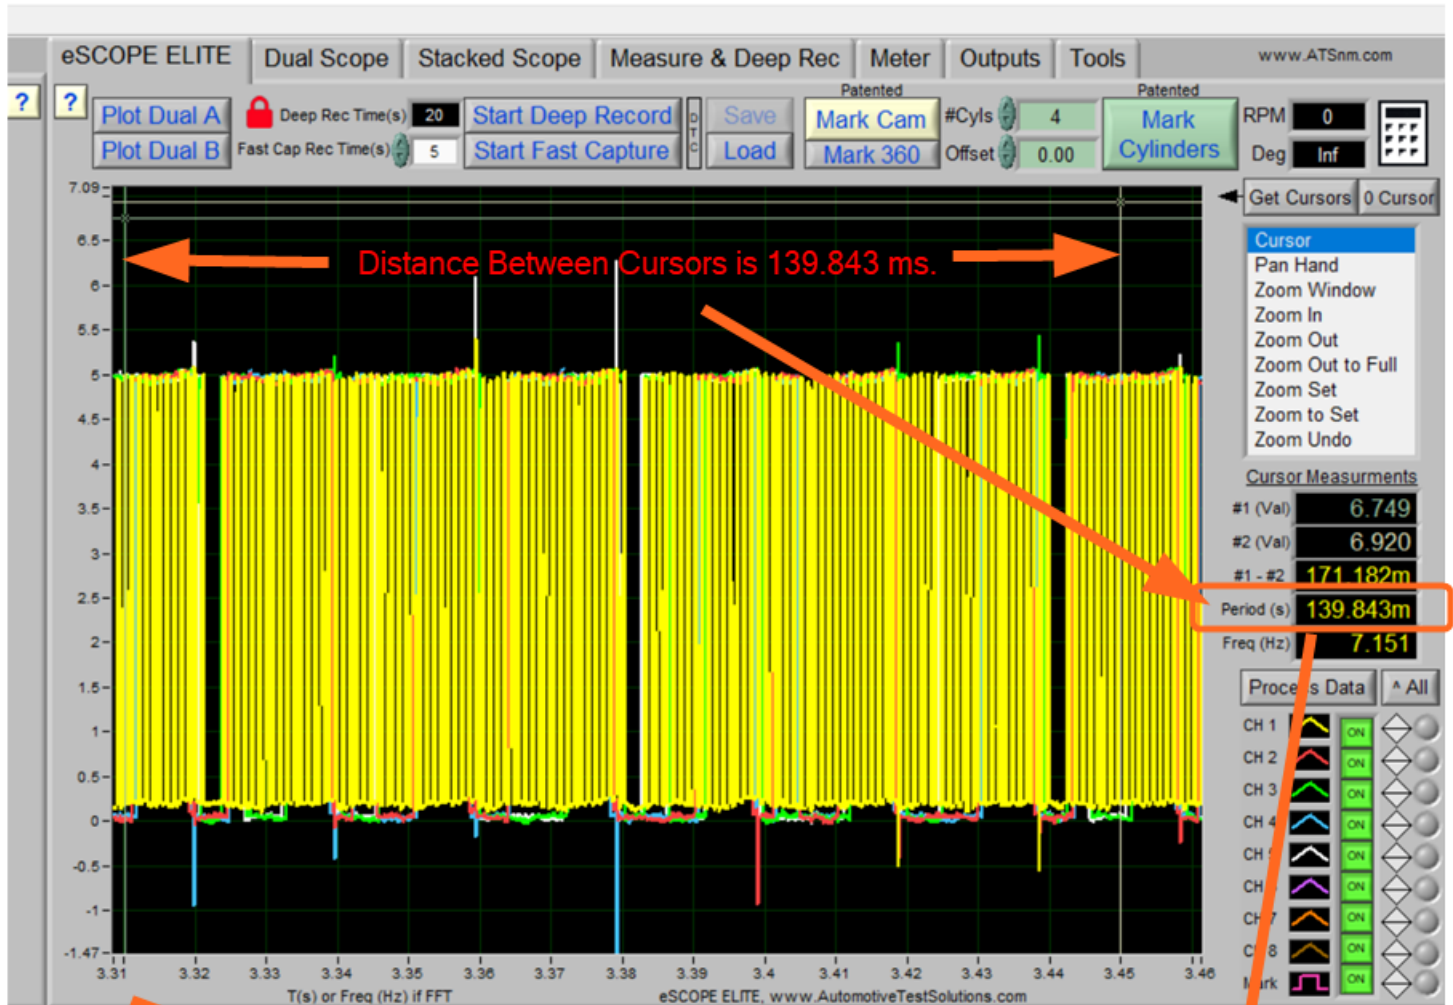 eSCOPE ELITE Dual Scope Stacked Scope Measure & Deep Rec Meter Outputs Tools www.ATSnm.com
? ? Plot Dual A Deep Rec Time(s) 20 Start Deep Record DTC Save Patented Mark Cam #Cyls 4 Patented Mark Cylinders RPM 0
Plot Dual B Fast Cap Rec Time(s) 5 Start Fast Capture Load Mark 360 Offset 0.00 Deg Inf
Get Cursors 0 Cursor
Cursor
Pan Hand
Zoom Window
Zoom In
Zoom Out
Zoom Out to Full
Zoom Set
Zoom to Set
Zoom Undo
Cursor Measurments
#1 (Val) 6.749
#2 (Val) 6.920
#1 - #2 171.182m
Period (s) 139.843m
Freq (Hz) 7.151
Process Data ^ All
CH 1 ON
CH 2 ON
CH 3 ON
CH 4 ON
CH ON
CH ON
CH 7 ON
8 ON
ON
Distance Between Cursors is 139.843 ms.
7.09
6.5
6
5.5
5
4.5
4
3.5
3
2.5
2
1.5
1
0.5
0
-0.5
-1
-1.47
3.31 3.32 3.33 3.34 3.35 3.36 3.37 3.38 3.39 3.4 3.41 3.42 3.43 3.44 3.45 3.46
T(s) or Freq (Hz) if FFT eSCOPE ELITE, www.AutomotiveTestSolutions.com